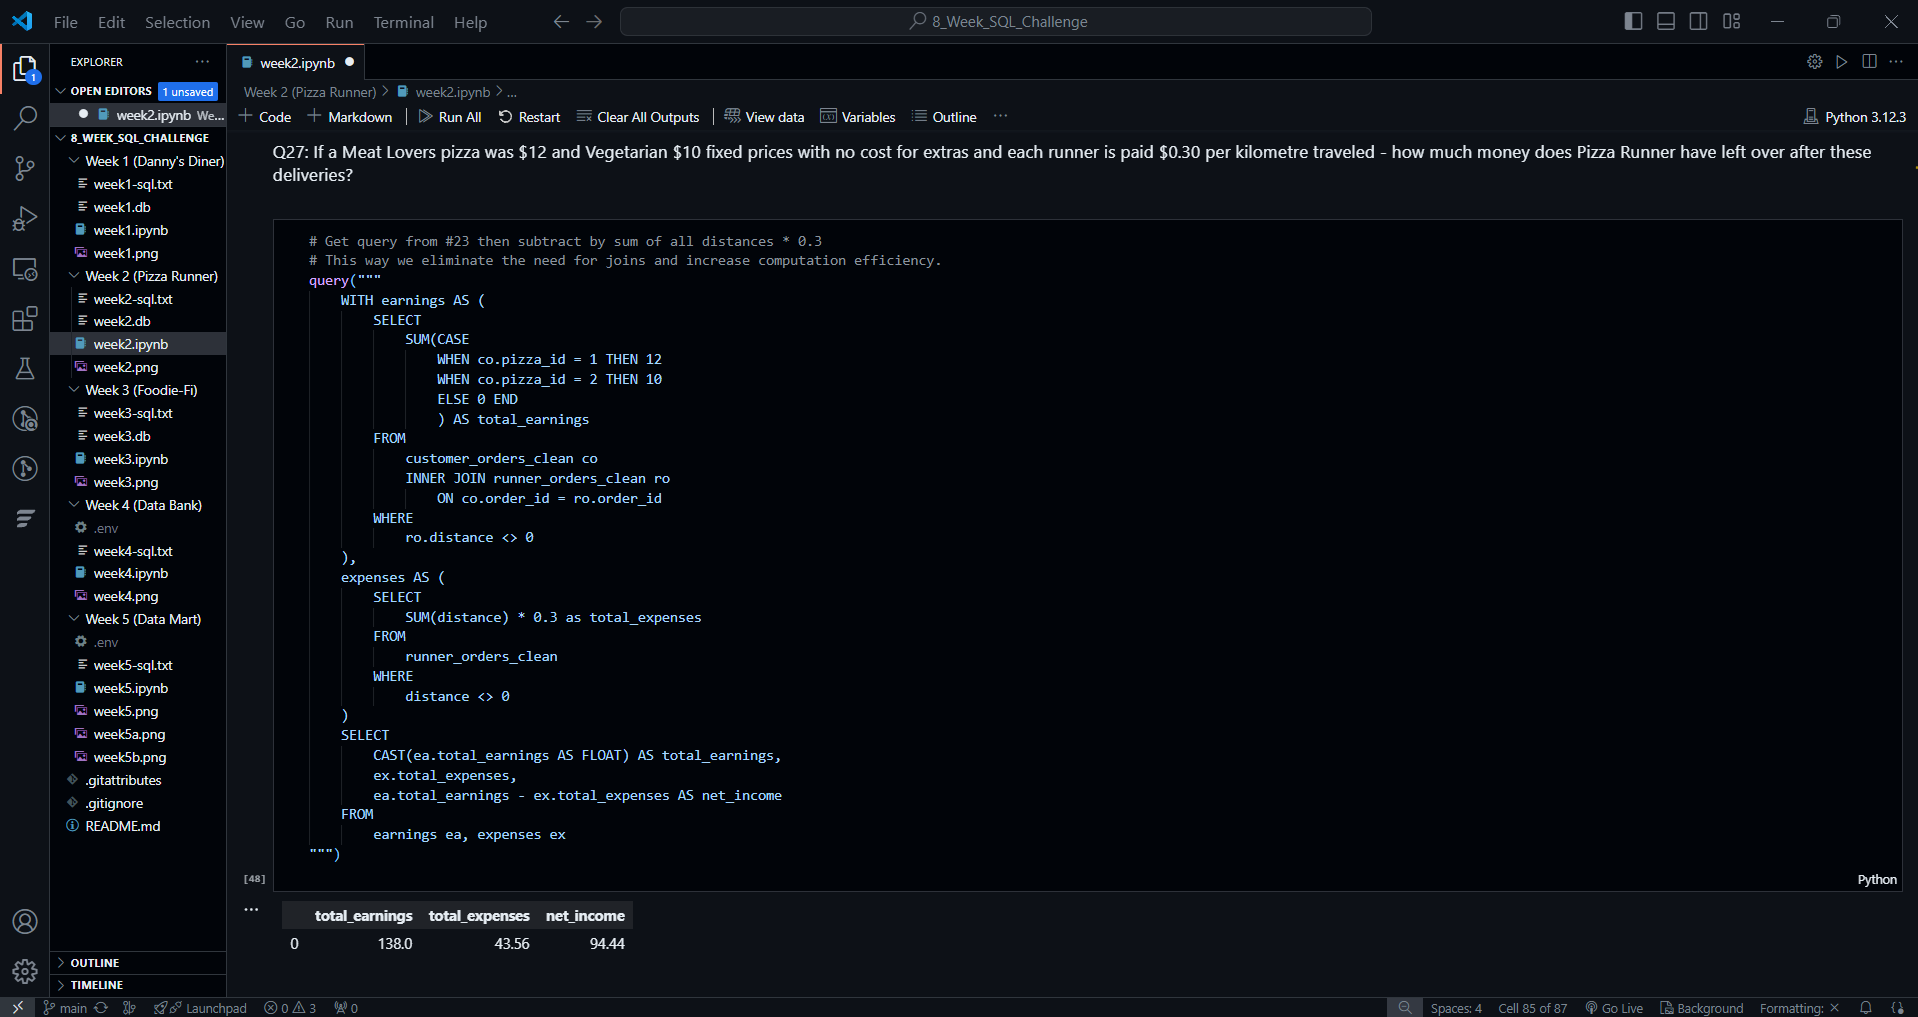 File Edit Selection View Go Run Terminal Help
8_Week_SQL_Challenge
EXPLORER
OPEN EDITORS 1 unsaved
week2.ipynb We...
8_WEEK_SQL_CHALLENGE
Week 1 (Danny's Diner)
week1-sql.txt
week1.db
week1.ipynb
week1.png
Week 2 (Pizza Runner)
week2-sql.txt
week2.db
week2.ipynb
week2.png
Week 3 (Foodie-Fi)
week3-sql.txt
week3.db
week3.ipynb
week3.png
Week 4 (Data Bank)
.env
week4-sql.txt
week4.ipynb
week4.png
Week 5 (Data Mart)
.env
week5-sql.txt
week5.ipynb
week5.png
week5a.png
week5b.png
.gitattributes
.gitignore
README.md
OUTLINE
TIMELINE
1
week2.ipynb
Week 2 (Pizza Runner) > week2.ipynb > ...
+ Code + Markdown | Run All Restart Clear All Outputs | View data Variables Outline ...
Python 3.12.3
Q27: If a Meat Lovers pizza was $12 and Vegetarian $10 fixed prices with no cost for extras and each runner is paid $0.30 per kilometre traveled - how much money does Pizza Runner have left over after these
deliveries?
# Get query from #23 then subtract by sum of all distances * 0.3
# This way we eliminate the need for joins and increase computation efficiency.
query("""
WITH earnings AS (
SELECT
SUM(CASE
WHEN co.pizza_id = 1 THEN 12
WHEN co.pizza_id = 2 THEN 10
ELSE 0 END
) AS total_earnings
FROM
customer_orders_clean co
INNER JOIN runner_orders_clean ro
ON co.order_id = ro.order_id
WHERE
ro.distance <> 0
),
expenses AS (
SELECT
SUM(distance) * 0.3 as total_expenses
FROM
runner_orders_clean
WHERE
distance <> 0
)
SELECT
CAST(ea.total_earnings AS FLOAT) AS total_earnings,
ex.total_expenses,
ea.total_earnings - ex.total_expenses AS net_income
FROM
earnings ea, expenses ex
""")
[48]
Python
total_earnings total_expenses net_income
0 138.0 43.56 94.44
main Launchpad 0 3 0
Spaces: 4 Cell 85 of 87 Go Live Background Formatting: ×